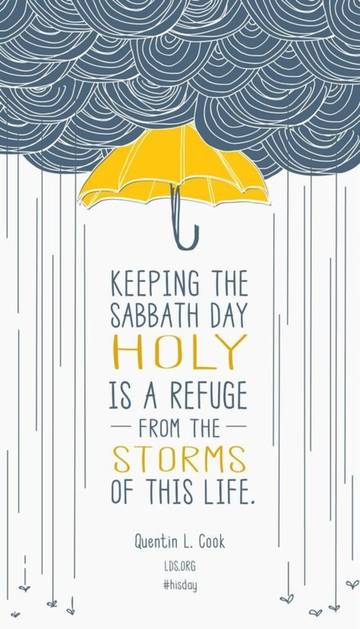 KEEPING THE
SABBATH DAY
HOLY
IS A REFUGE
— FROM THE —
STORMS
OF THIS LIFE.
Quentin L. Cook
LDS.ORG
#hisday